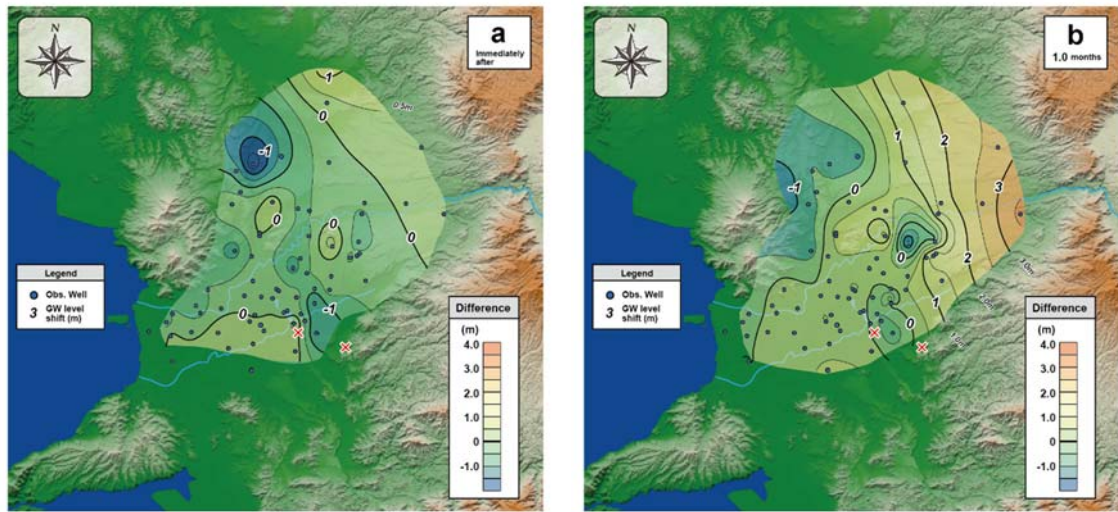 a
Immediately
after
1
0
0.5m
-1
0
0
0
0
-1
Legend
Obs. Well
3 GW level
shift (m)
Difference
(m)
4.0
3.0
2.0
1.0
0
-1.0
b
1.0 months
1
2
3
-1
0
0
2
1
0
1.0m
Legend
Obs. Well
3 GW level
shift (m)
Difference
(m)
4.0
3.0
2.0
1.0
0
-1.0